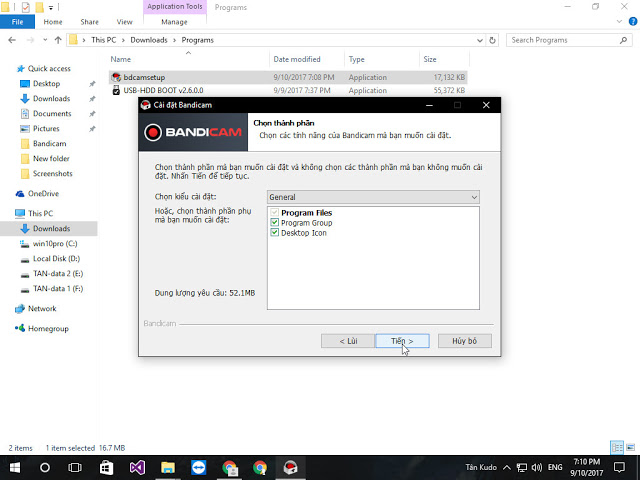 Application Tools
Programs
File
Home
Share
View
Manage
This PC
Downloads
Programs
Search Programs
Name
Date modified
Type
Size
bdcamsetup
9/10/2017 7:08 PM
Application
17,132 KB
USB-HDD BOOT v2.6.0.0
9/9/2017 7:37 PM
Application
55,372 KB
Quick access
Desktop
Downloads
Documents
Pictures
Bandicam
New folder
Screenshots
OneDrive
This PC
Downloads
win10pro (C:)
Local Disk (D:)
TAN-data 2 (E:)
TAN-data 1 (F:)
Network
Homegroup
Cài đặt Bandicam
BANDICAM
Chọn thành phần
Chọn các tính năng của Bandicam mà bạn muốn cài đặt.
Chọn thành phần mà bạn muốn cài đặt và không chọn các thành phần mà bạn không muốn cài
đặt. Nhấn Tiến để tiếp tục.
Chọn kiểu cài đặt:
General
Hoặc, chọn thành phần phụ
mà bạn muốn cài đặt:
Program Files
Program Group
Desktop Icon
Dung lượng yêu cầu: 52.1MB
Bandicam
< Lùi
Tiến >
Hủy bỏ
2 items
1 item selected 16.7 MB
Tân Kudo
ENG
7:10 PM
9/10/2017